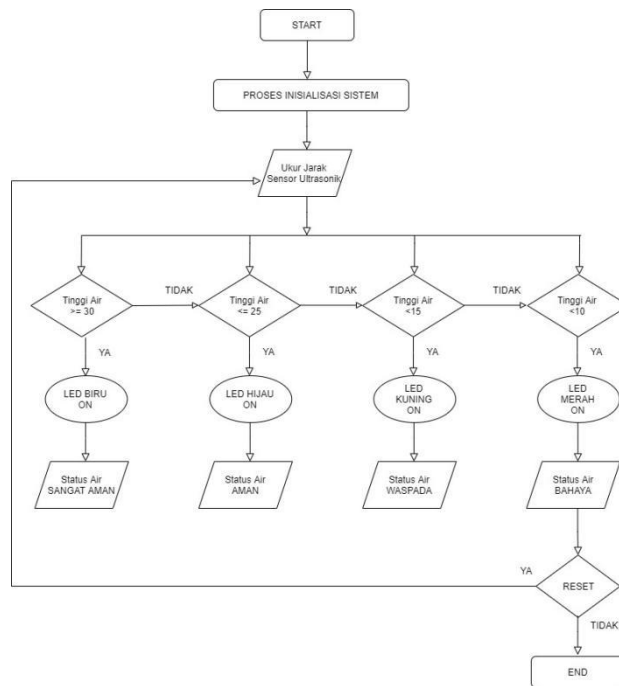 START
PROSES INISIALISASI SISTEM
Ukur Jarak
Sensor Ultrasonik
Tinggi Air
>= 30
TIDAK
Tinggi Air
<= 25
TIDAK
Tinggi Air
<15
TIDAK
Tinggi Air
<10
YA
YA
YA
YA
LED BIRU
ON
LED HIJAU
ON
LED
KUNING
ON
LED
MERAH
ON
Status Air
SANGAT AMAN
Status Air
AMAN
Status Air
WASPADA
Status Air
BAHAYA
YA
RESET
TIDAK
END